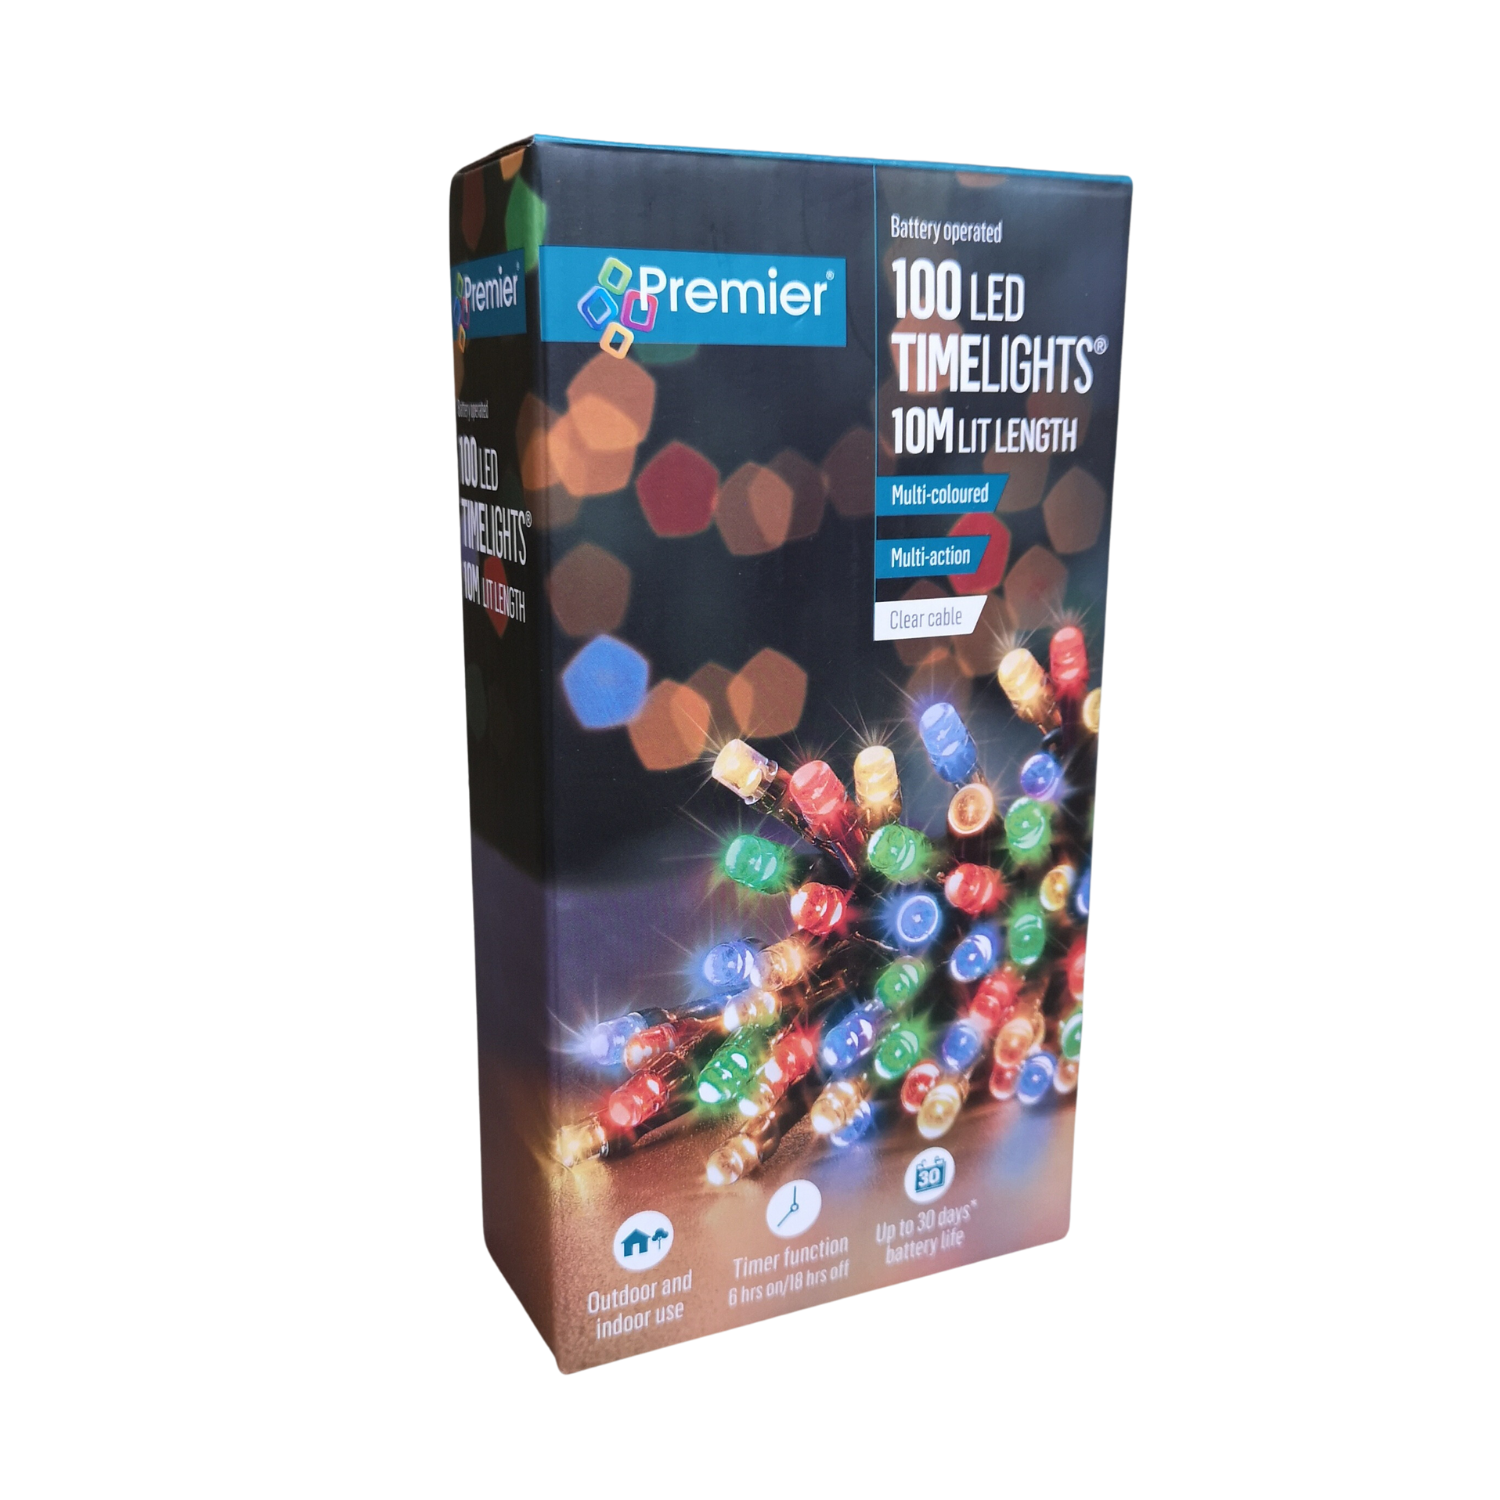 Premier®
Battery operated
100 LED
TIMELIGHTS®
10M LIT LENGTH
Premier®
Battery operated
100 LED
TIMELIGHTS®
10M LIT LENGTH
Multi-coloured
Multi-action
Clear cable
Outdoor and
indoor use
Timer function
6 hrs on/18 hrs off
30
Up to 30 days*
battery life